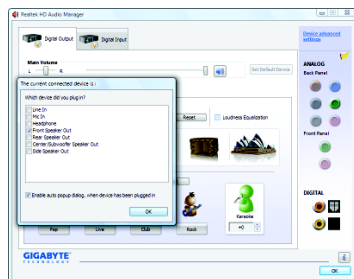 Realtek HD Audio Manager
Digital Output
Digital Input
Device advanced
settings
Main Volume
L
R
Set Default Device
ANALOG
Back Panel
The current connected device is :
Which device did you plug in?
Line In
Mic In
Headphone
Front Speaker Out
Rear Speaker Out
Center/Subwoofer Speaker Out
Side Speaker Out
Enable auto popup dialog, when device has been plugged in
OK
Reset
Loudness Equalization
Front Panel
DIGITAL
Pop
Live
Club
Rock
Karaoke
+0
GIGABYTE
TECHNOLOGY
OK